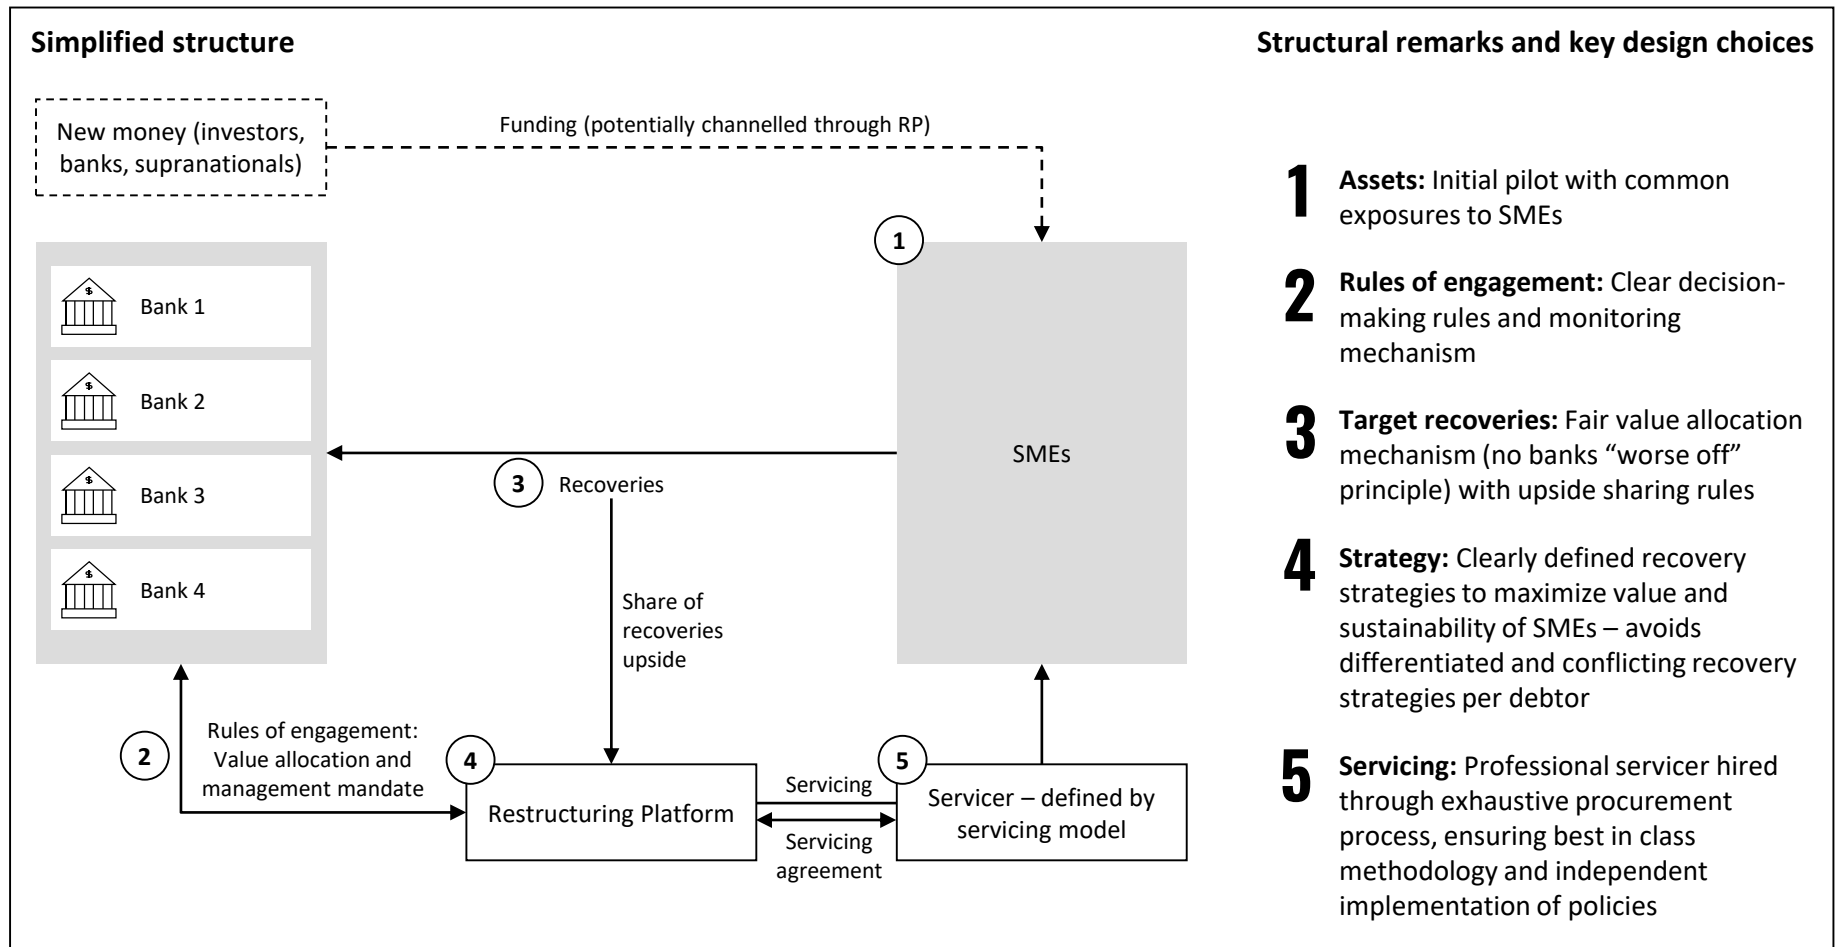 Simplified structure
New money (investors,
banks, supranationals)
Funding (potentially channelled through RP)
$
Bank 1
$
Bank 2
$
Bank 3
$
Bank 4
1
SMEs
3
Recoveries
Share of
recoveries
upside
2
Rules of engagement:
Value allocation and
management mandate
4
Restructuring Platform
Servicing
Servicing
agreement
5
Servicer – defined by
servicing model
Structural remarks and key design choices
1
Assets: Initial pilot with common
exposures to SMEs
2
Rules of engagement: Clear decision-
making rules and monitoring
mechanism
3
Target recoveries: Fair value allocation
mechanism (no banks “worse off”
principle) with upside sharing rules
4
Strategy: Clearly defined recovery
strategies to maximize value and
sustainability of SMEs – avoids
differentiated and conflicting recovery
strategies per debtor
5
Servicing: Professional servicer hired
through exhaustive procurement
process, ensuring best in class
methodology and independent
implementation of policies